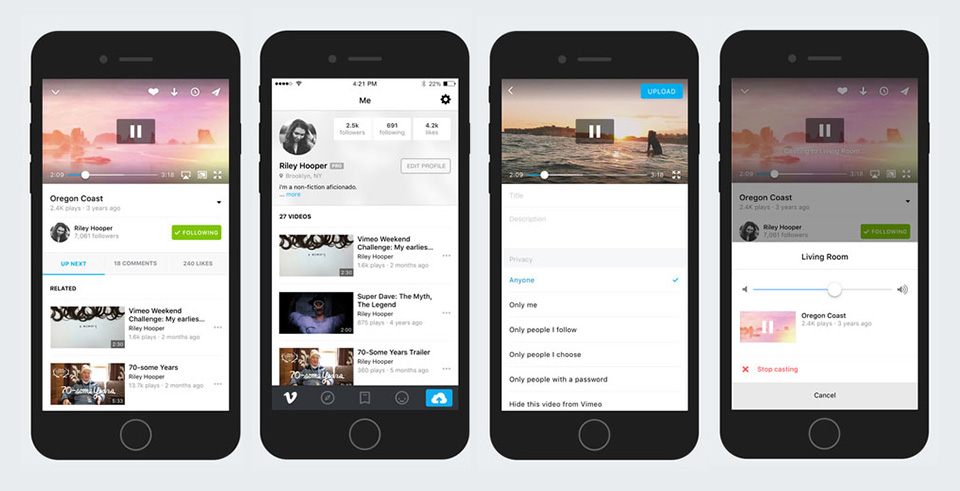 2:09
3:18
Oregon Coast
2.4K plays · 3 years ago
Riley Hooper
7,061 followers
FOLLOWING
UP NEXT
18 COMMENTS
240 LIKES
RELATED
Vimeo Weekend
Challenge: My earlies...
Riley Hooper
1.6k plays · 2 months ago
2:30
70-some Years
Riley Hooper
13.7k plays · 2 months ago
70-some Years
5:33
4:21 PM
22%
Me
2.5k
followers
691
following
4.2k
likes
Riley Hooper PRO
Brooklyn, NY
EDIT PROFILE
i'm a non-fiction aficionado.
... more
27 VIDEOS
Vimeo Weekend
Challenge: My earlies...
Riley Hooper
1.6k plays · 2 months ago
2:30
Super Dave: The Myth,
The Legend
Riley Hooper
875 plays · 4 years ago
2:00
70-Some Years Trailer
Riley Hooper
360 plays · 5 months ago
70-some Years
UPLOAD
2:09
3:18
Title
Description
Privacy
Anyone
Only me
Only people I follow
Only people I choose
Only people with a password
Hide this video from Vimeo
Casting to Living Room...
2:09
3:18
Oregon Coast
2.4K plays · 3 years ago
Riley Hooper
7,061 followers
FOLLOWING
Living Room
Oregon Coast
2.4K plays · 3 years ago
Stop casting
Cancel